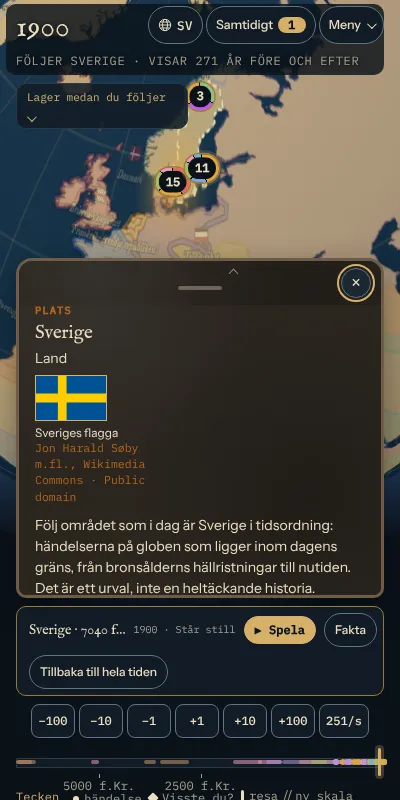 1900
SV
Samtidigt 1
Meny
FÖLJER SVERIGE · VISAR 271 ÅR FÖRE OCH EFTER
Lager medan du följer
3
11
15
×
PLATS
Sverige
Land
Sveriges flagga
Jon Harald Søby
m.fl., Wikimedia
Commons · Public
domain
Följ området som i dag är Sverige i tidsordning:
händelserna på globen som ligger inom dagens
gräns, från bronsålderns hällristningar till nutiden.
Det är ett urval, inte en heltäckande historia.
Sverige · 7040 f… 1900 · Står still ▶ Spela Fakta
Tillbaka till hela tiden
−100 −10 −1 +1 +10 +100 251/s
5000 f.Kr. 2500 f.Kr.
Tecken händelse Visste du? resa // ny skala